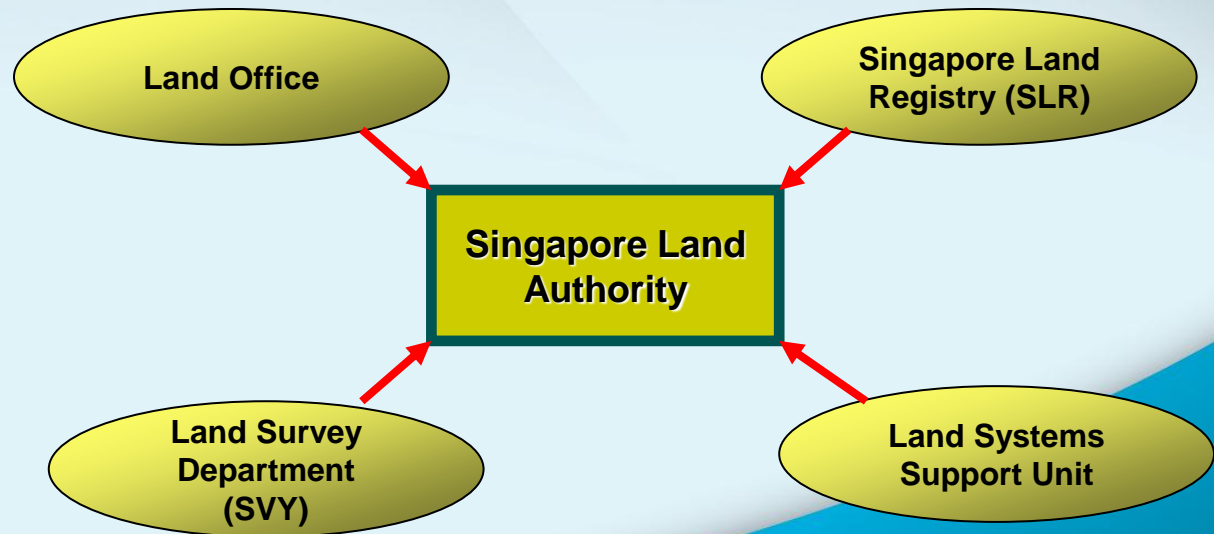 Land Office
Singapore Land
Registry (SLR)
Singapore Land
Authority
Land Survey
Department
(SVY)
Land Systems
Support Unit